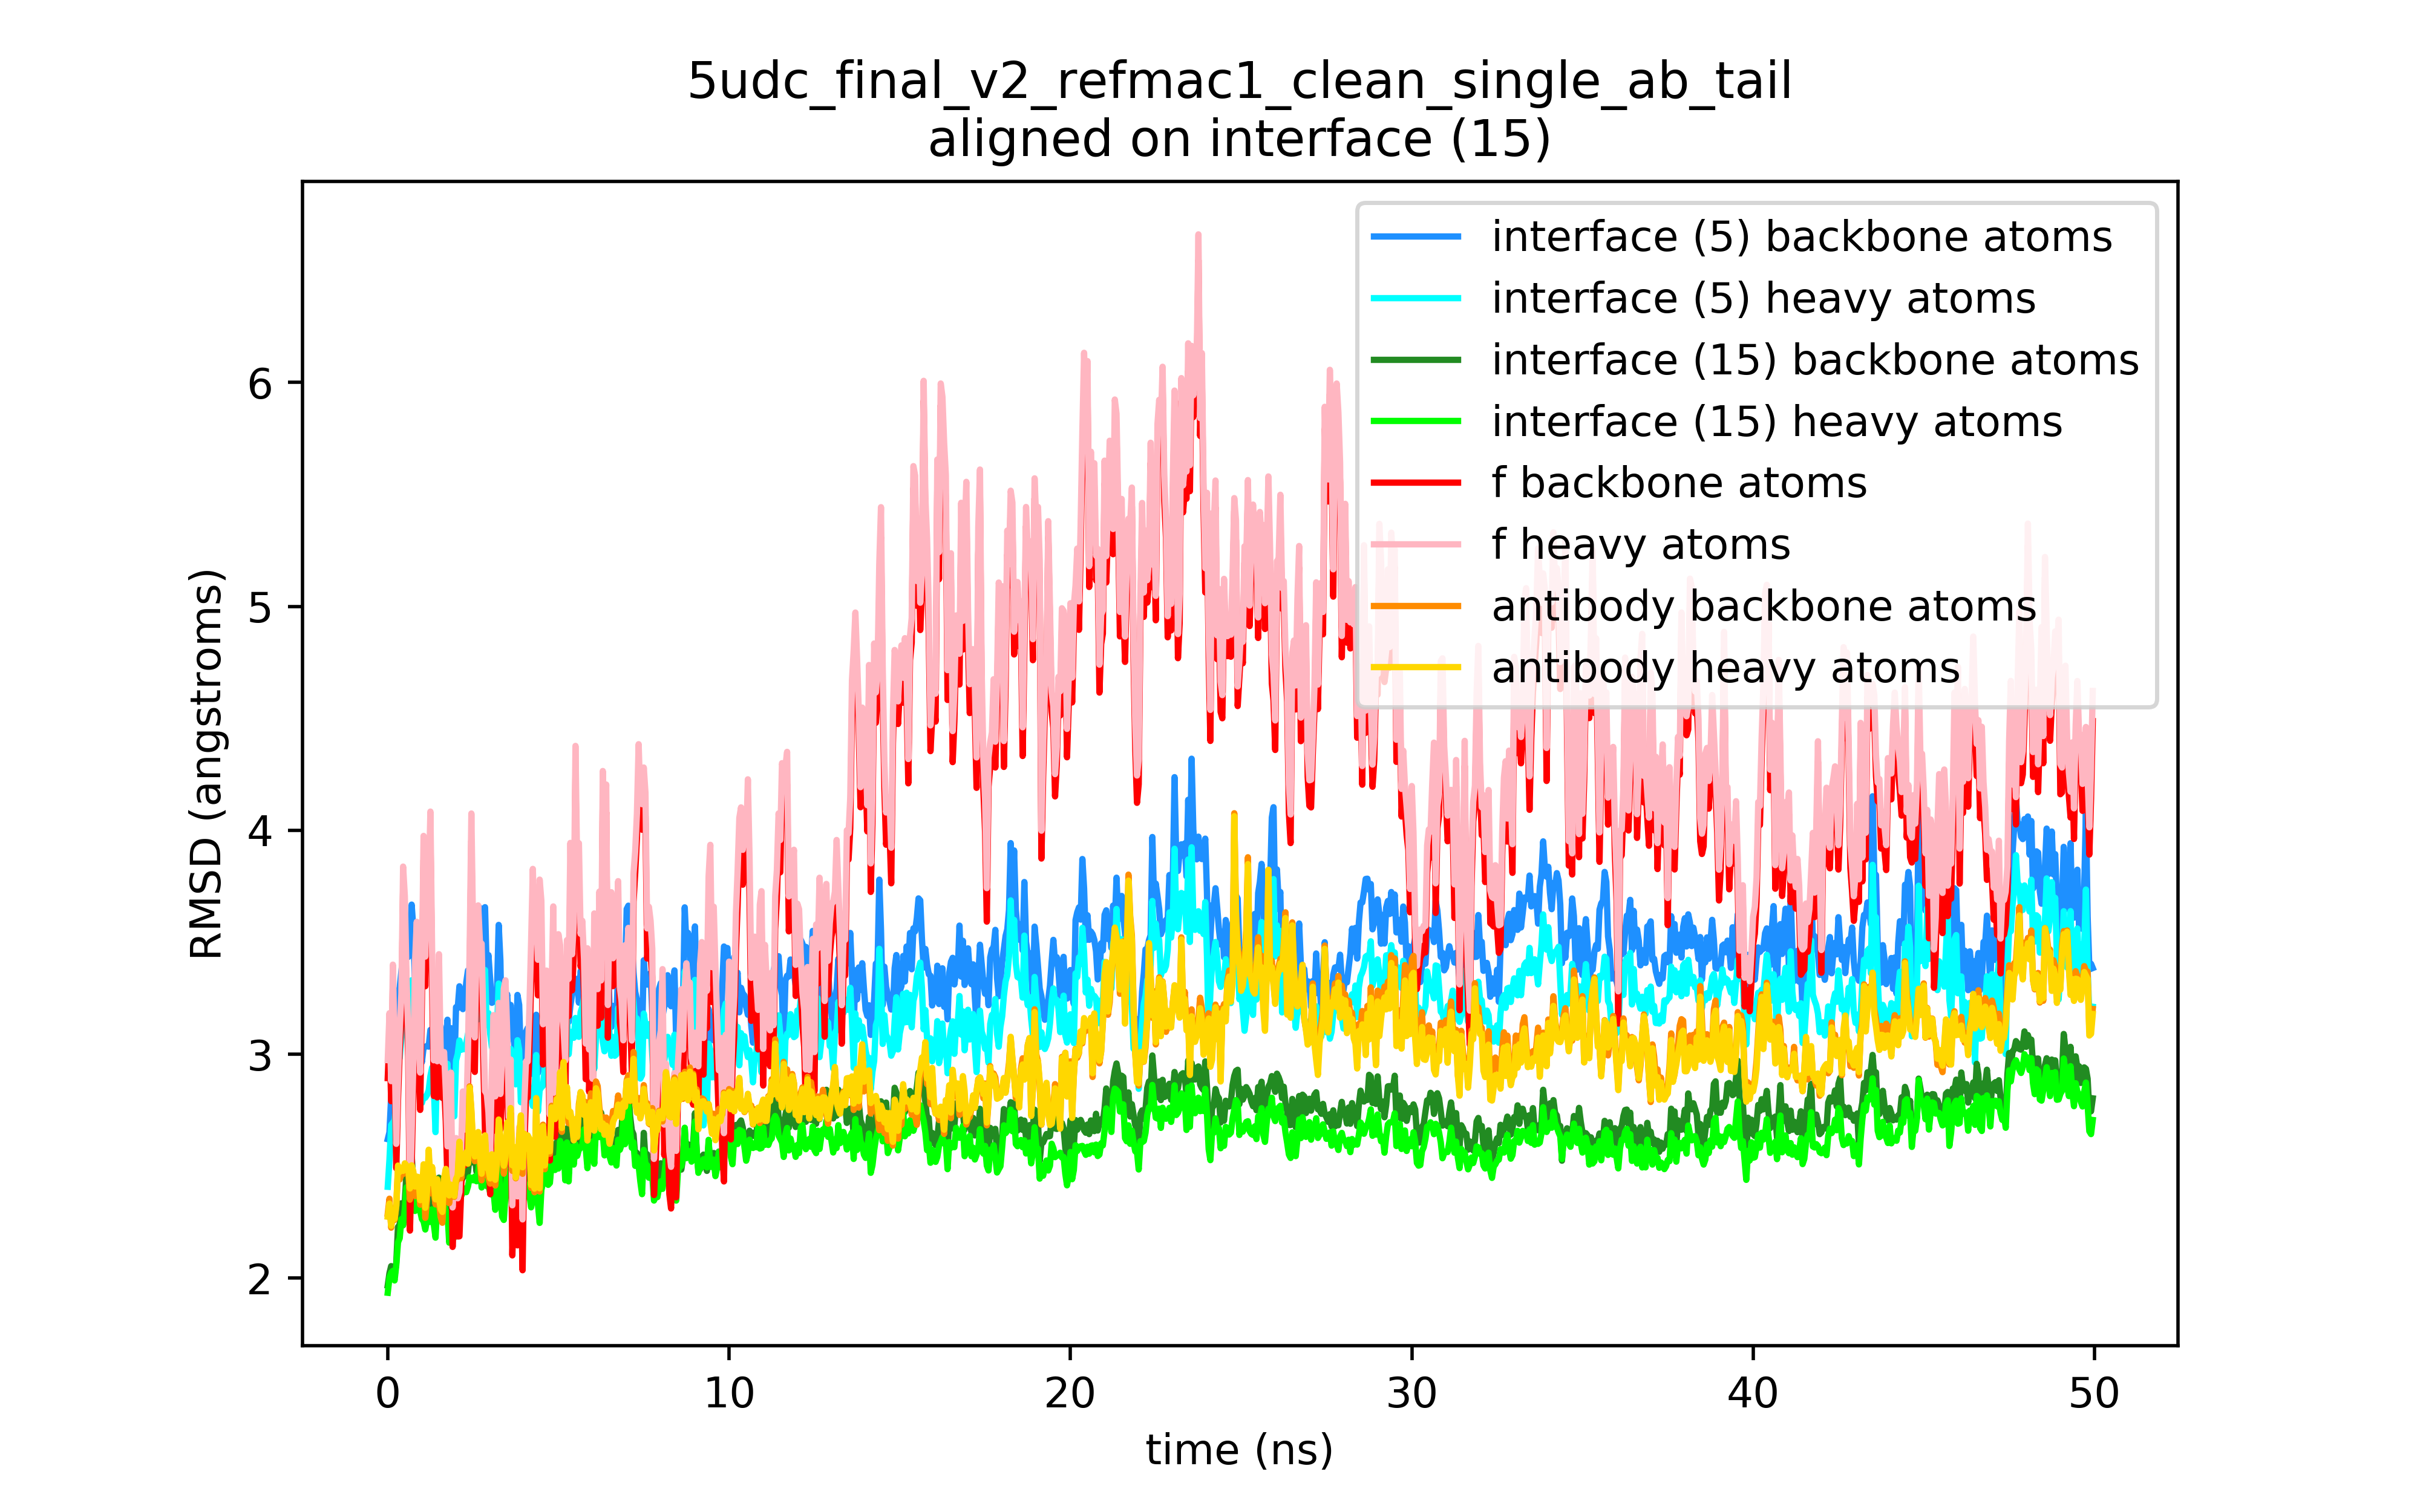 5udc_final_v2_refmac1_clean_single_ab_tail
aligned on interface (15)
interface (5) backbone atoms
interface (5) heavy atoms
interface (15) backbone atoms
interface (15) heavy atoms
f backbone atoms
f heavy atoms
antibody backbone atoms
antibody heavy atoms
RMSD (angstroms)
6
5
4
3
2
0 10 20 30 40 50
time (ns)